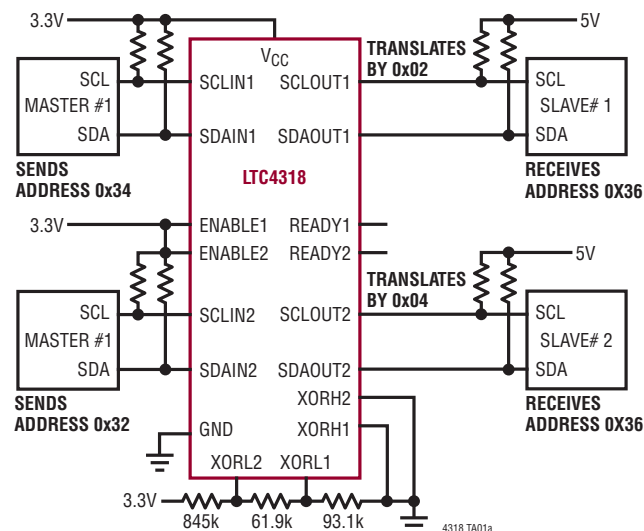 3.3V
5V
VCC
TRANSLATES
BY 0x02
SCL
MASTER #1
SDA
SCLIN1
SCLOUT1
SCL
SLAVE# 1
SDA
SDAIN1
SDAOUT1
SENDS
ADDRESS 0x34
LTC4318
RECEIVES
ADDRESS 0X36
3.3V
ENABLE1
READY1
ENABLE2
READY2
5V
TRANSLATES
BY 0x04
SCL
MASTER #1
SDA
SCLIN2
SCLOUT2
SCL
SLAVE# 2
SDA
SDAIN2
SDAOUT2
SENDS
ADDRESS 0x32
XORH2
RECEIVES
ADDRESS 0X36
GND
XORH1
XORL2
XORL1
3.3V
845k
61.9k
93.1k
4318 TA01a